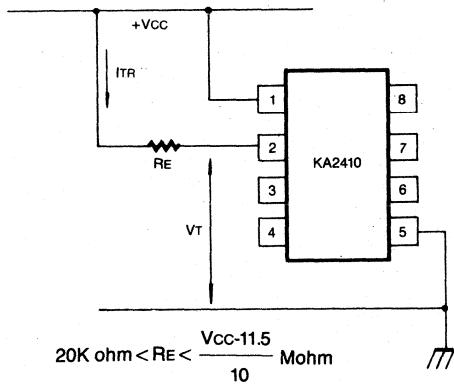 +VCC
ITR
1
8
2
7
RE
KA2410
3
6
VT
4
5
20K ohm < RE < VCC-11.5 / 10 Mohm